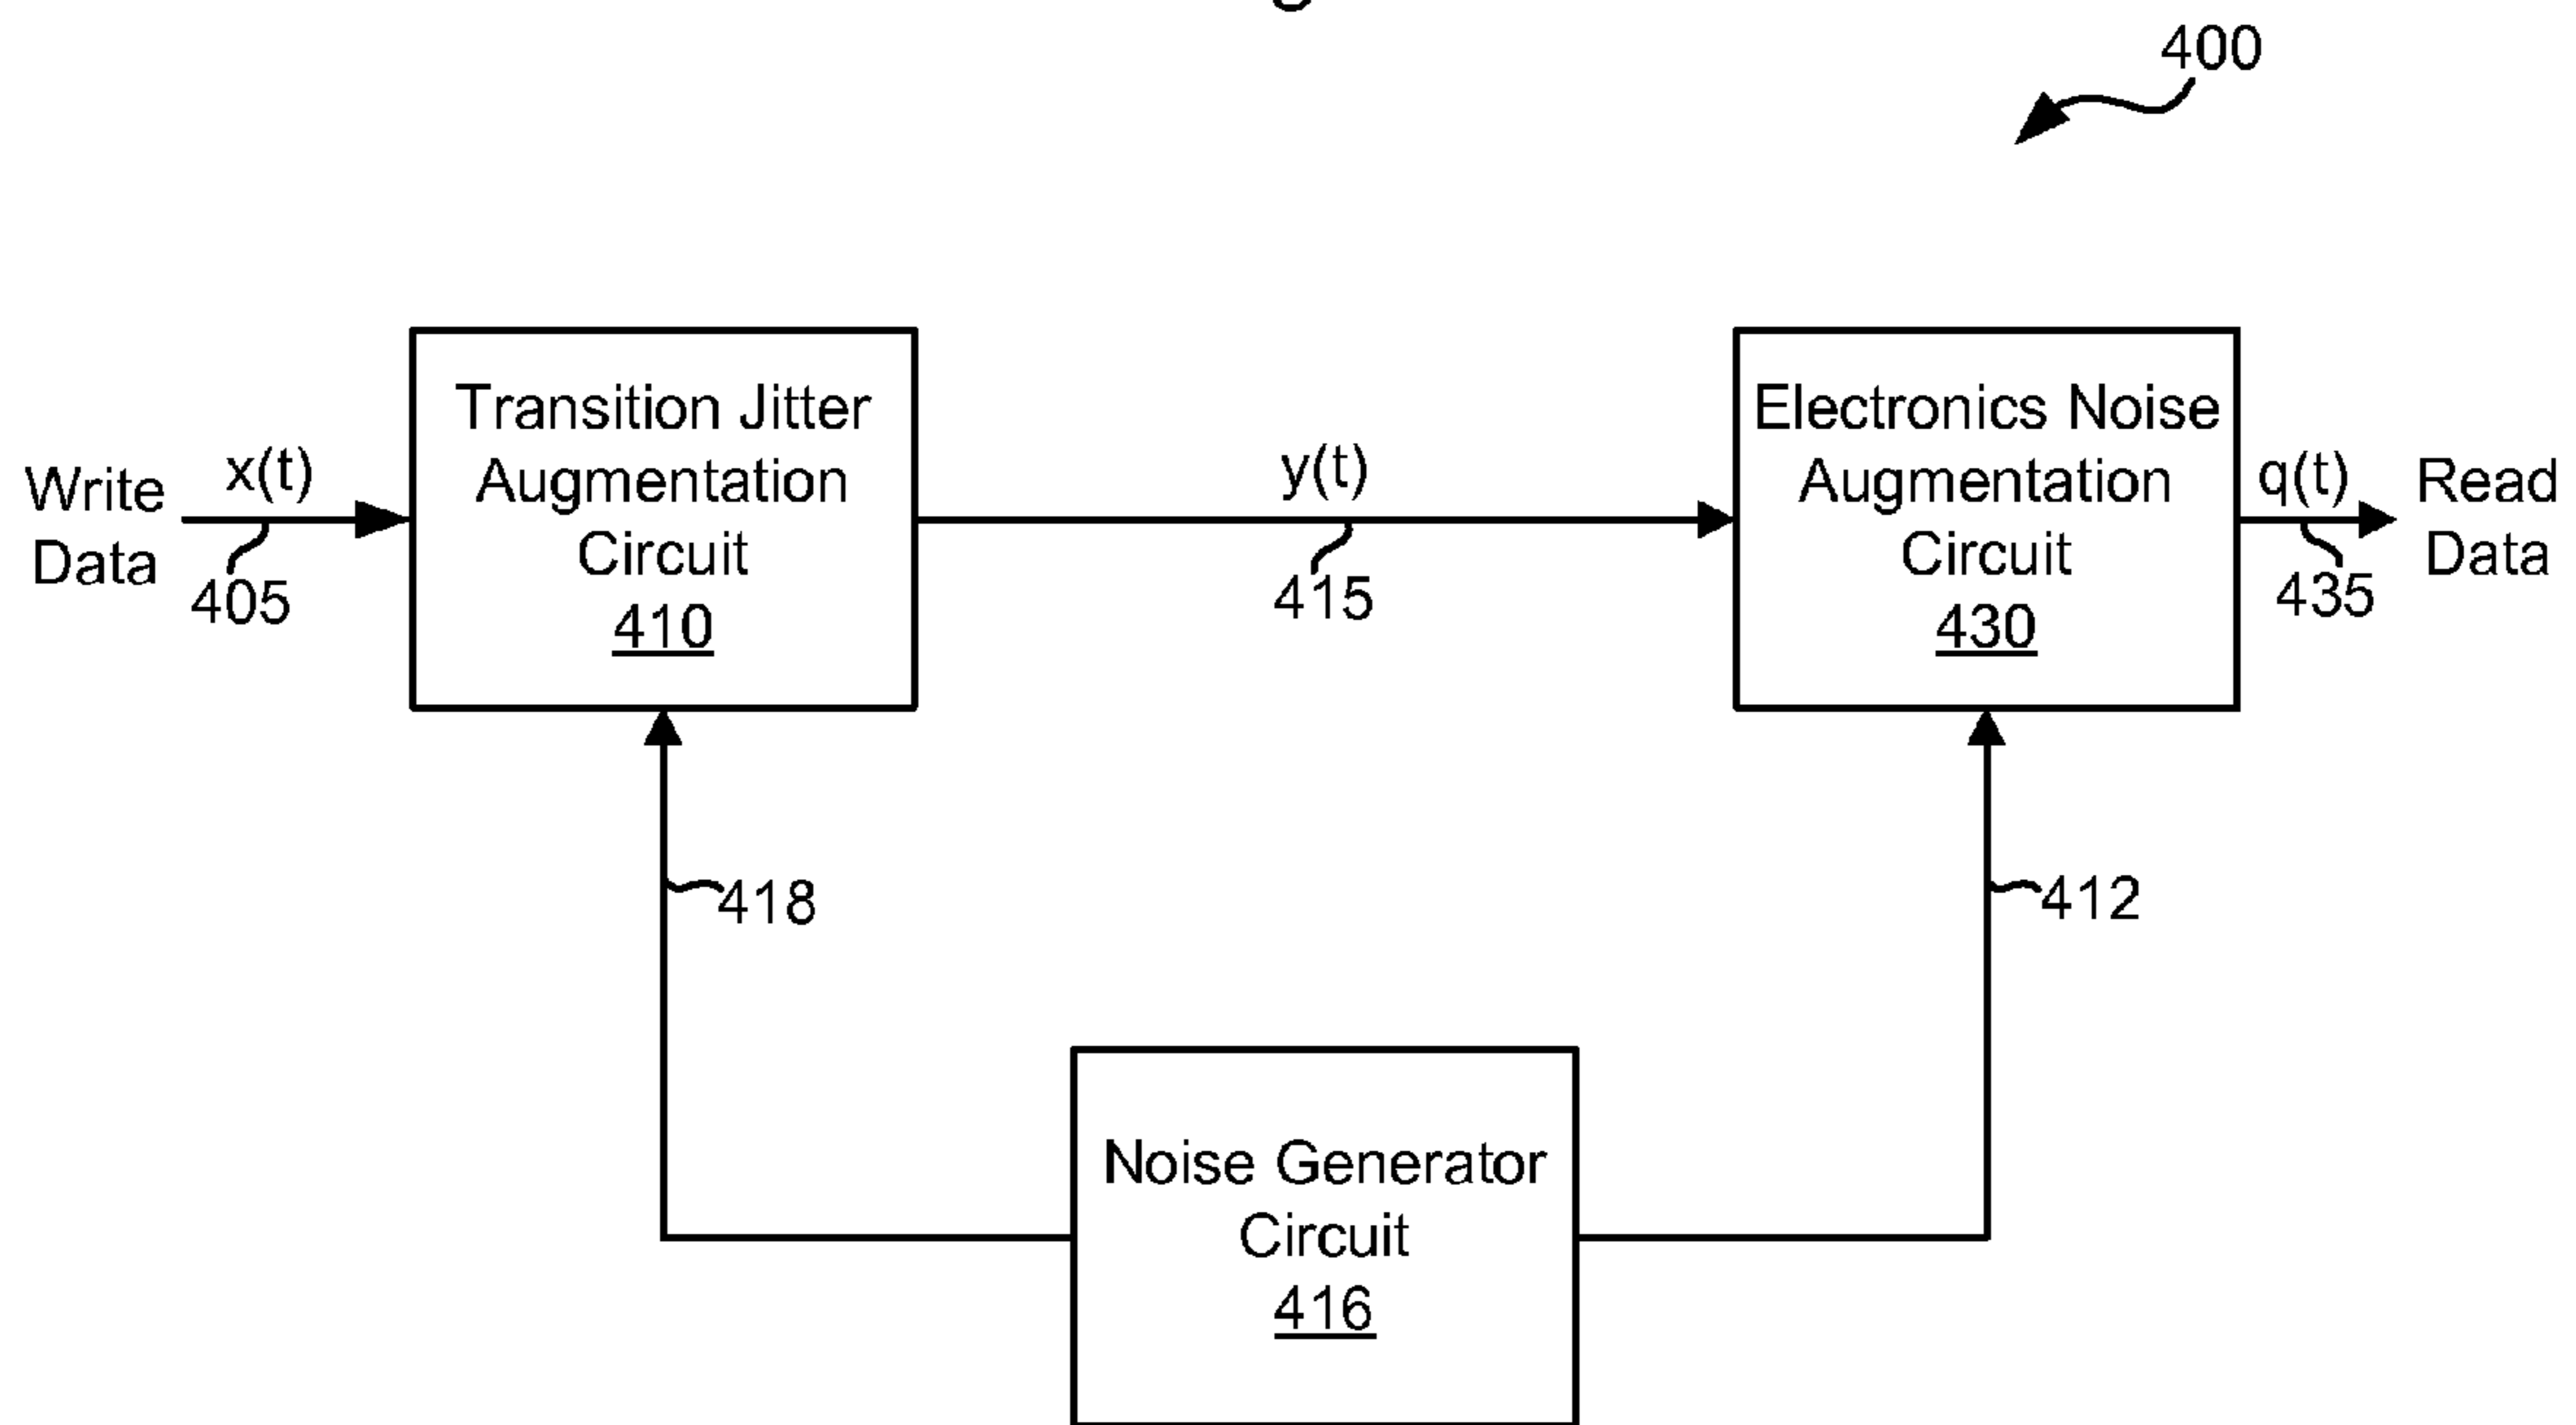 400
Transition Jitter
Augmentation
Circuit
410
Electronics Noise
Augmentation
Circuit
430
Write
Data
x(t)
405
y(t)
415
q(t)
435
Read
Data
418
412
Noise Generator
Circuit
416